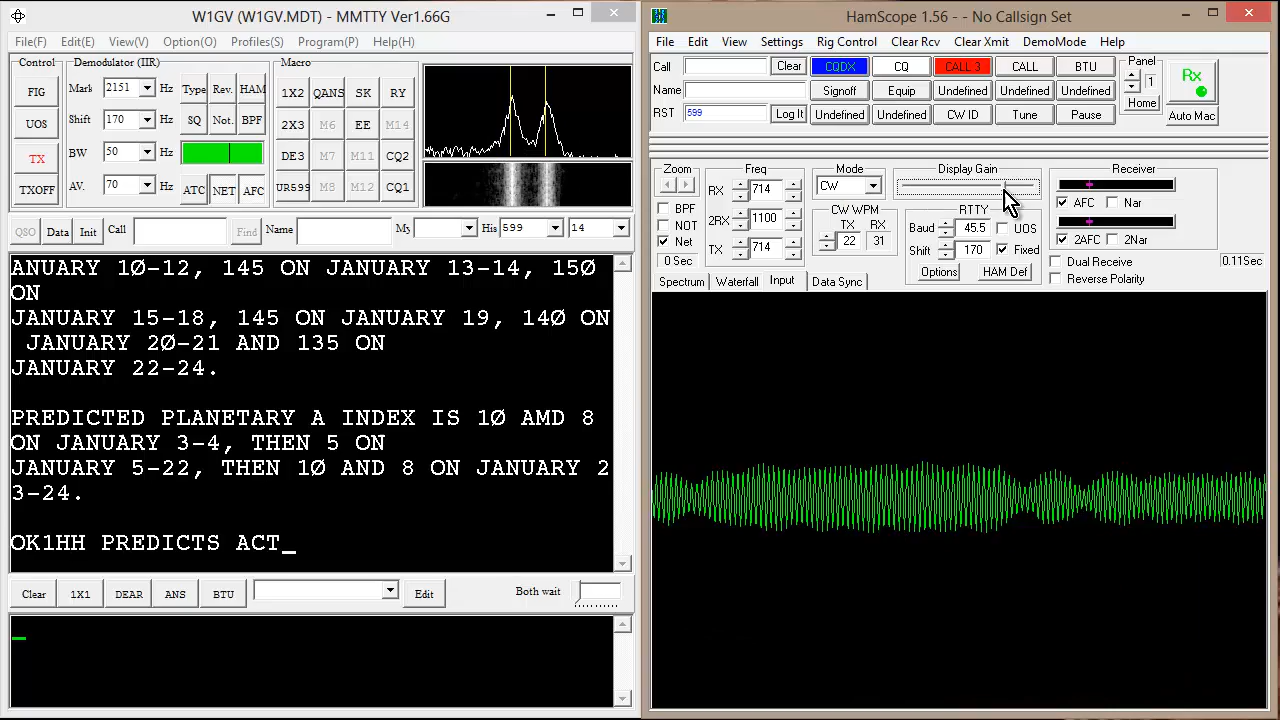 W1GV (W1GV.MDT) - MMTTY Ver1.66G
File(F) Edit(E) View(V) Option(O) Profiles(S) Program(P) Help(H)
Control
FIG
UOS
TX
TXOFF
Demodulator (IIR)
Mark 2151 Hz Type Rev. HAM
Shift 170 Hz SQ Not. BPF
BW 50 Hz
AV. 70 Hz ATC NET AFC
Macro
1X2 QANS SK RY
2X3 M6 EE M14
DE3 M7 M11 CQ2
UR599 M8 M12 CQ1
QSO Data Init Call Find Name My His 599 14
ANUARY 1Ø-12, 145 ON JANUARY 13-14, 15Ø
ON
JANUARY 15-18, 145 ON JANUARY 19, 14Ø ON
JANUARY 2Ø-21 AND 135 ON
JANUARY 22-24.
PREDICTED PLANETARY A INDEX IS 1Ø AMD 8
ON JANUARY 3-4, THEN 5 ON
JANUARY 5-22, THEN 1Ø AND 8 ON JANUARY 2
3-24.
OK1HH PREDICTS ACT_
Clear 1X1 DEAR ANS BTU Edit Both wait
HamScope 1.56 - - No Callsign Set
File Edit View Settings Rig Control Clear Rcv Clear Xmit DemoMode Help
Call Clear CQDX CQ CALL 3 CALL BTU
Name Signoff Equip Undefined Undefined Undefined
RST 599 Log It Undefined Undefined CW ID Tune Pause
Panel
1
Home
Rx
Auto Mac
Zoom
BPF
NOT
Net
0 Sec
Freq
RX 714
2RX 1100
TX 714
Mode
CW
CW WPM
TX RX
22 31
Display Gain
RTTY
Baud 45.5 UOS
Shift 170 Fixed
Options HAM Def
Receiver
AFC Nar
2AFC 2Nar
Dual Receive
Reverse Polarity
0.11Sec
Spectrum Waterfall Input Data Sync